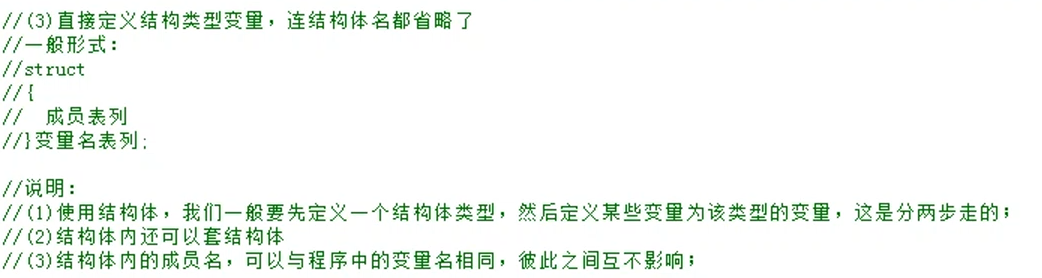 //(3)直接定义结构类型变量，连结构体名都省略了
//一般形式：
//struct
//{
//  成员表列
//}变量名表列;
//说明：
//(1)使用结构体，我们一般要先定义一个结构体类型，然后定义某些变量为该类型的变量，这是分两步走的；
//(2)结构体内还可以套结构体
//(3)结构体内的成员名，可以与程序中的变量名相同，彼此之间互不影响；